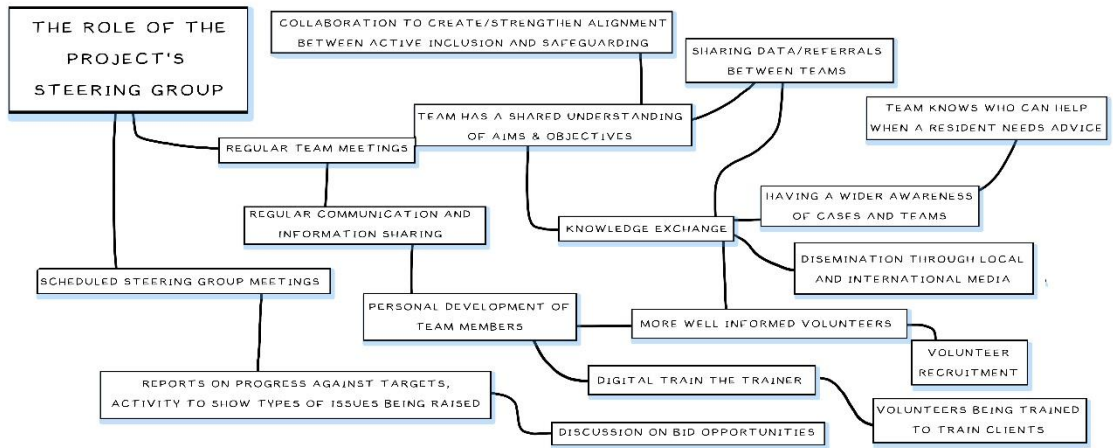 THE ROLE OF THE
PROJECT'S
STEERING GROUP
COLLABORATION TO CREATE/STRENGTHEN ALIGNMENT
BETWEEN ACTIVE INCLUSION AND SAFEGUARDING
SHARING DATA/REFERRALS
BETWEEN TEAMS
TEAM KNOWS WHO CAN HELP
WHEN A RESIDENT NEEDS ADVICE
TEAM HAS A SHARED UNDERSTANDING
OF AIMS & OBJECTIVES
REGULAR TEAM MEETINGS
REGULAR COMMUNICATION AND
INFORMATION SHARING
HAVING A WIDER AWARENESS
OF CASES AND TEAMS
KNOWLEDGE EXCHANGE
DISEMINATION THROUGH LOCAL
AND INTERNATIONAL MEDIA
SCHEDULED STEERING GROUP MEETINGS
PERSONAL DEVELOPMENT OF
TEAM MEMBERS
MORE WELL INFORMED VOLUNTEERS
VOLUNTEER
RECRUITMENT
REPORTS ON PROGRESS AGAINST TARGETS,
ACTIVITY TO SHOW TYPES OF ISSUES BEING RAISED
DIGITAL TRAIN THE TRAINER
VOLUNTEERS BEING TRAINED
TO TRAIN CLIENTS
DISCUSSION ON BID OPPORTUNITIES